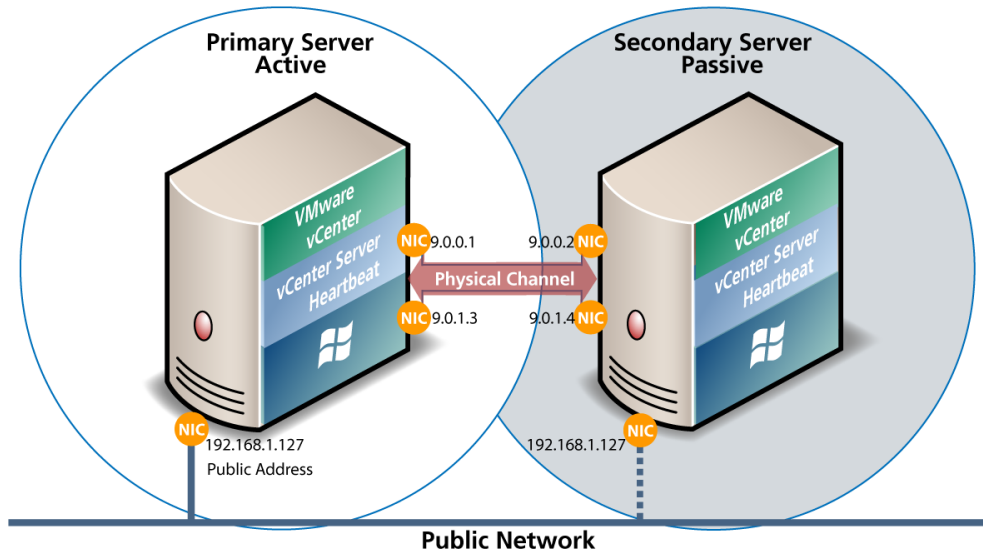 Primary Server
Active
Secondary Server
Passive
VMware
vCenter
vCenter Server
Heartbeat
VMware
vCenter
vCenter Server
Heartbeat
NIC 9.0.0.1
9.0.0.2 NIC
Physical Channel
NIC 9.0.1.3
9.0.1.4 NIC
NIC
192.168.1.127
Public Address
NIC
192.168.1.127
Public Network